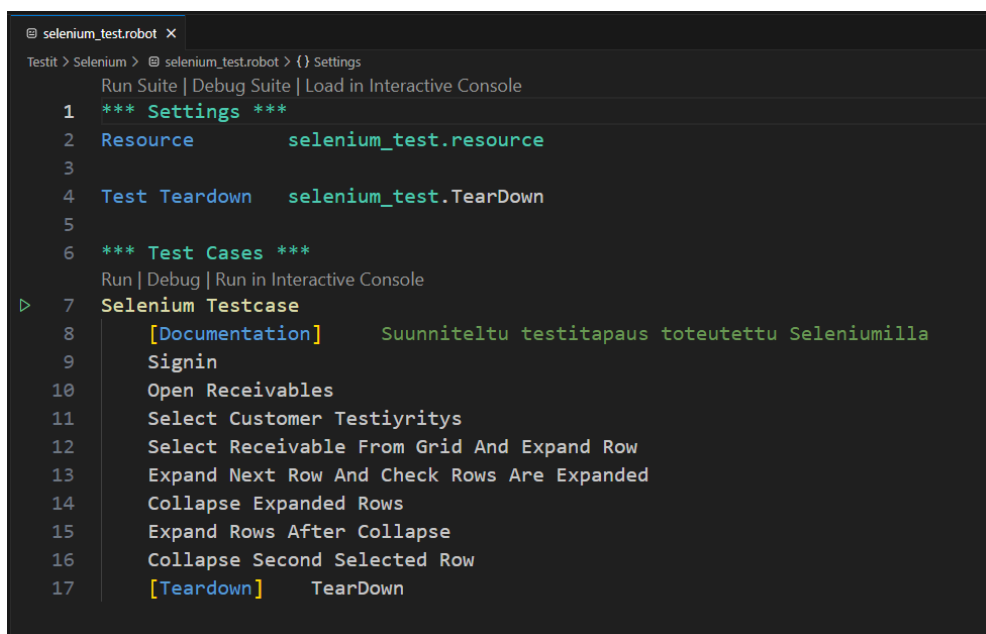 selenium_test.robot ×
Testit > Selenium > selenium_test.robot > {} Settings
Run Suite | Debug Suite | Load in Interactive Console
1 *** Settings ***
2 Resource selenium_test.resource
3
4 Test Teardown selenium_test.TearDown
5
6 *** Test Cases ***
Run | Debug | Run in Interactive Console
7 Selenium Testcase
8 [Documentation] Suunniteltu testitapaus toteutettu Seleniumilla
9 Signin
10 Open Receivables
11 Select Customer Testiyritys
12 Select Receivable From Grid And Expand Row
13 Expand Next Row And Check Rows Are Expanded
14 Collapse Expanded Rows
15 Expand Rows After Collapse
16 Collapse Second Selected Row
17 [Teardown] TearDown